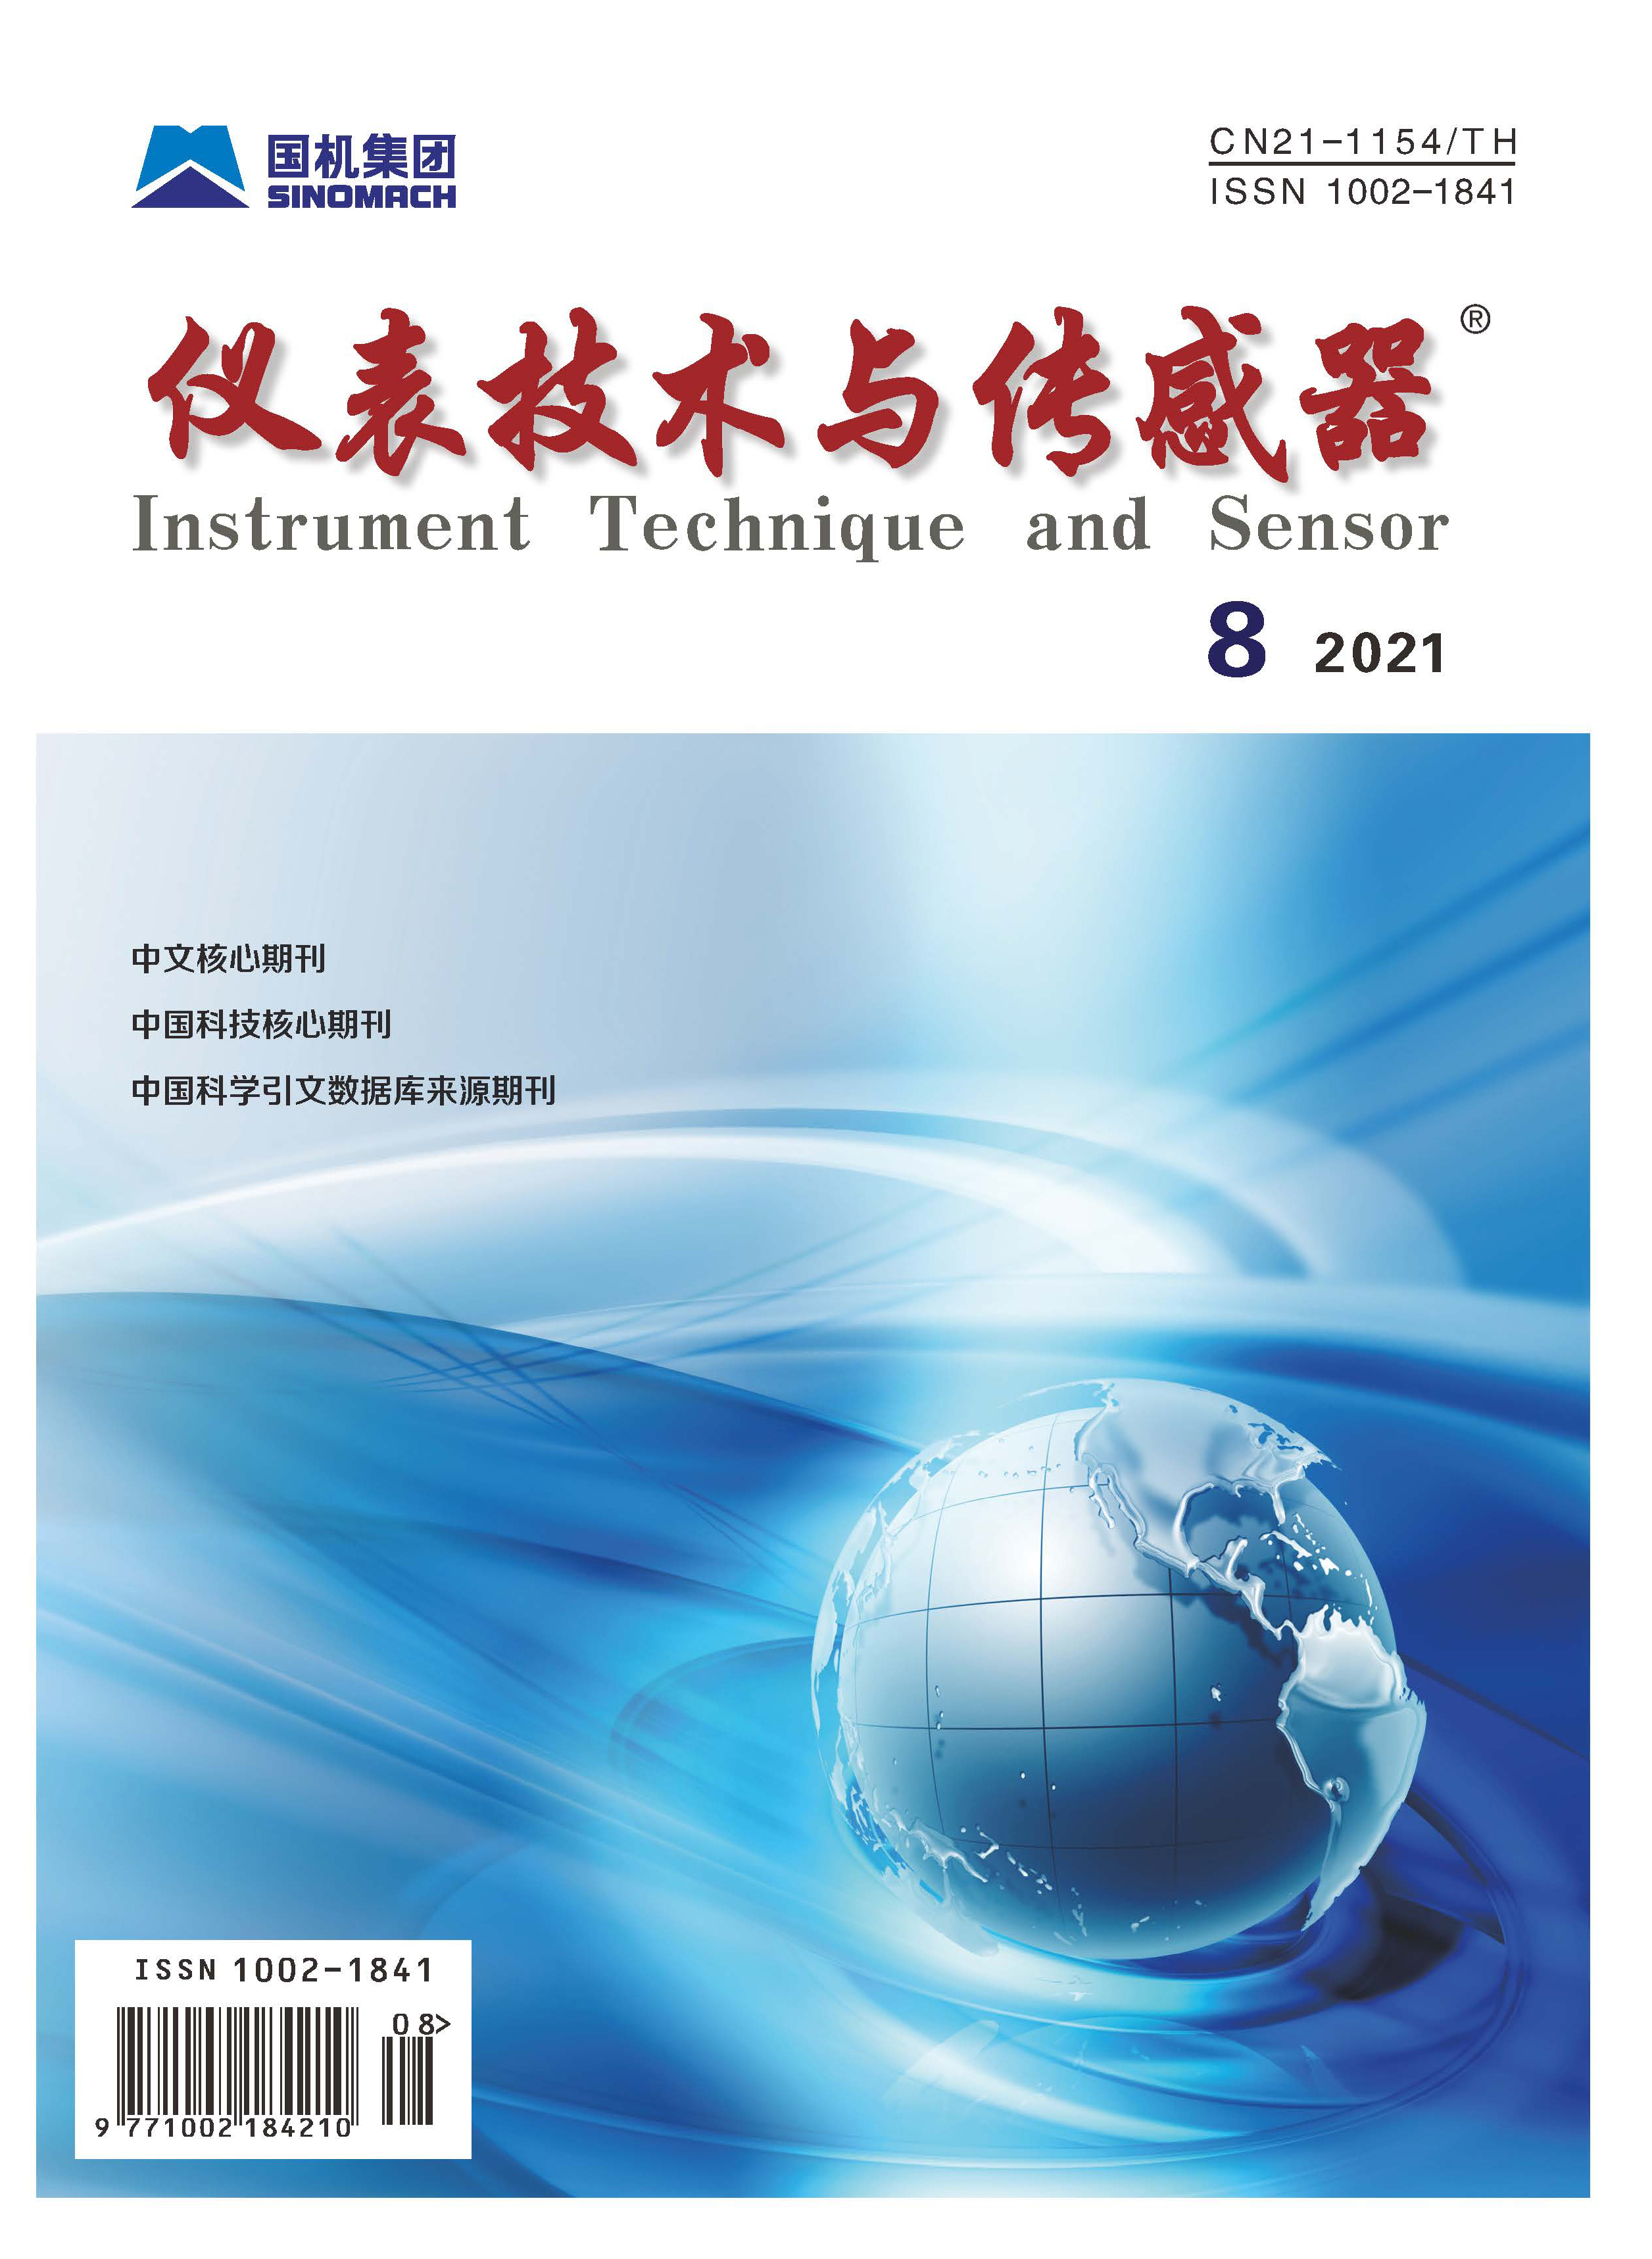 国机集团
SINOMACH
CN21-1154/TH
ISSN 1002-1841
仪表技术与传感器®
Instrument Technique and Sensor
8 2021
中文核心期刊
中国科技核心期刊
中国科学引文数据库来源期刊
ISSN 1002-1841
08>
9 771002 184210